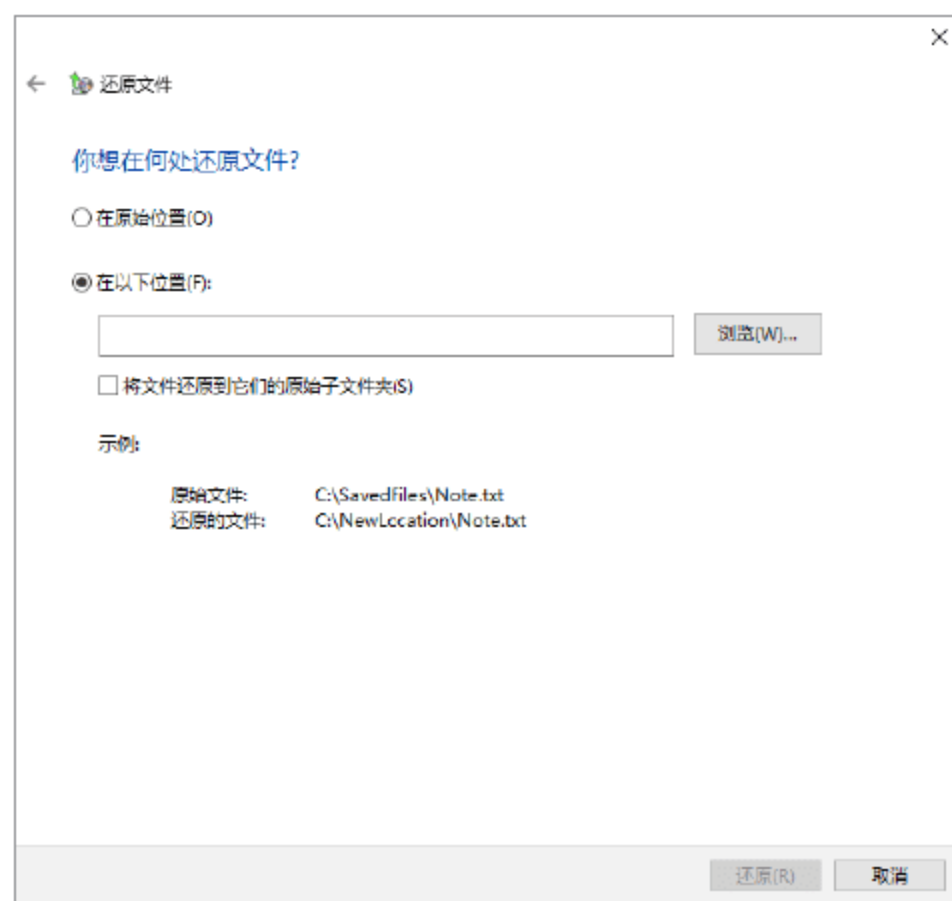 还原文件
你想在何处还原文件?
在原始位置(O)
在以下位置(F):
浏览(W)...
将文件还原到它们的原始子文件夹(S)
示例:
原始文件: C:\Savedfiles\Note.txt
还原的文件: C:\NewLccation\Note.txt
还原(R) 取消